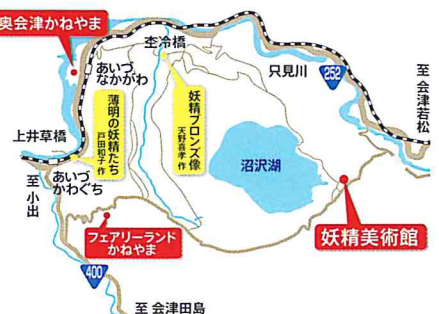 奥会津かねやま
杢冷橋
あいづ
なかがわ
只見川
252
至 会津若松
妖精ブロンズ像
天野喜孝 作
薄明の妖精たち
戸田和子 作
上井草橋
沼沢湖
あいづ
かわぐち
至 小出
妖精美術館
フェアリーランド
かねやま
400
至 会津田島